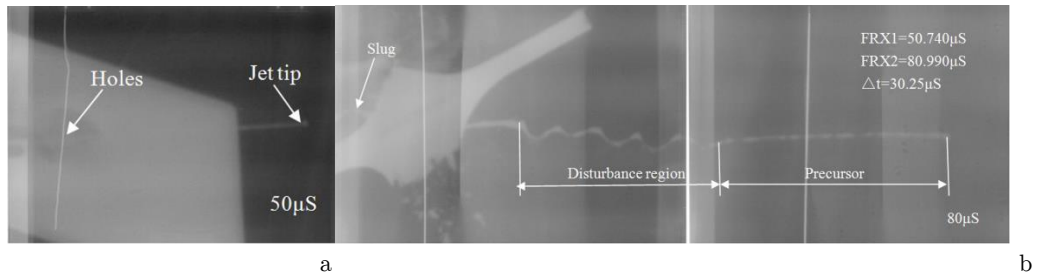 Holes
Jet tip
50μS
a
Slug
FRX1=50.740μS
FRX2=80.990μS
△t=30.25μS
Disturbance region
Precursor
80μS
b